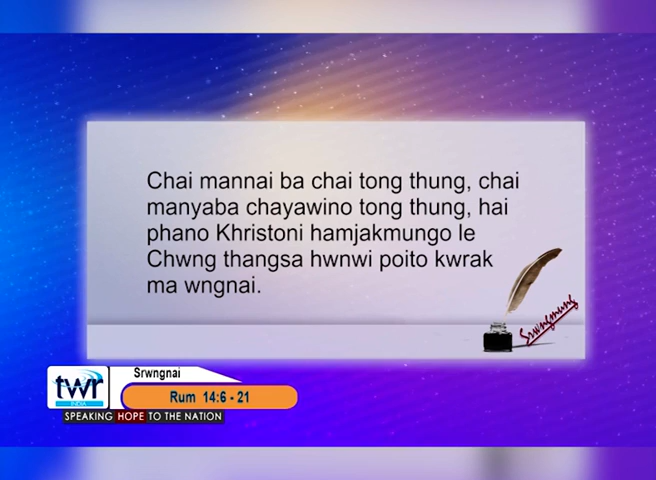 Chai mannai ba chai tong thung, chai
manyaba chayawino tong thung, hai
phano Khristoni hamjakmungo le
Chwng thangsa hwnwi poito kwrak
ma wngnai.
Srwngmung
twr
INDIA
SPEAKING HOPE TO THE NATION
Srwngnai
Rum 14:6 - 21